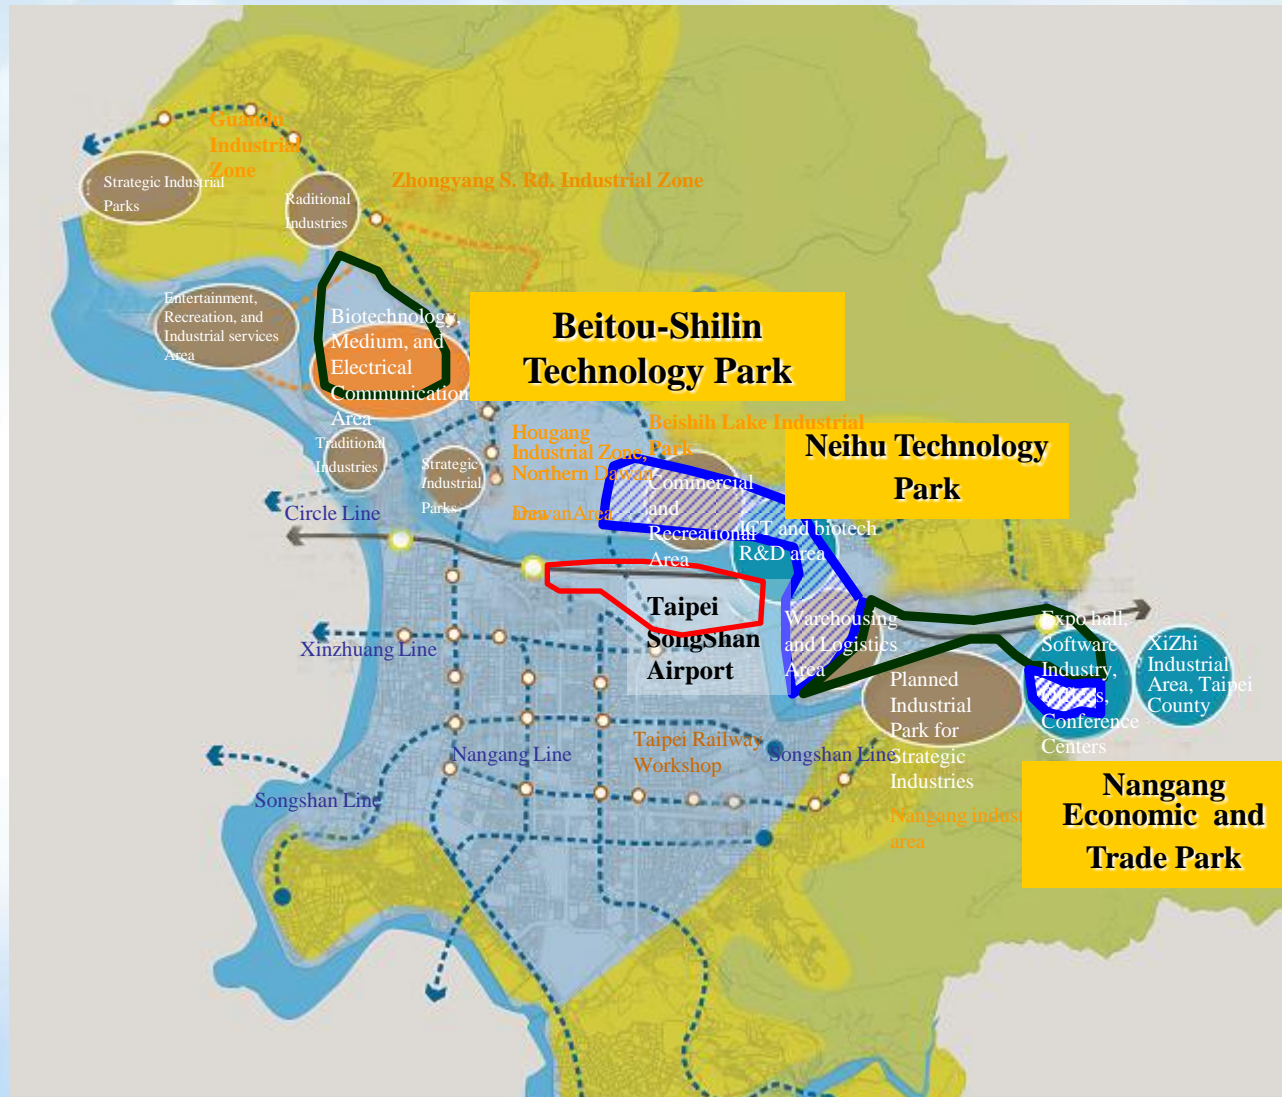 Guandu
Industrial
Zone
Strategic Industrial
Parks
Raditional
Industries
Zhongyang S. Rd. Industrial Zone
Entertainment,
Recreation, and
Industrial services
Area
Biotechnology,
Medium, and
Electrical
Communication
Area
Beitou-Shilin
Technology Park
Traditional
Industries
Strategic
Industrial
Parks
Hougang
Industrial Zone,
Northern Dawan
DawanArea
Beishih Lake Industrial
Park
Commercial
and
Recreational
Area
Neihu Technology
Park
ICT and biotech
R&D area
Circle Line
Taipei
SongShan
Airport
Warehousing
and Logistics
Area
Expo hall,
Software
Industry,
Conference
Centers
XiZhi
Industrial
Area, Taipei
County
Xinzhuang Line
Planned
Industrial
Park for
Strategic
Industries
Nangang Line
Taipei Railway
Workshop
Songshan Line
Songshan Line
Nangang
area
Nangang
Economic and
Trade Park